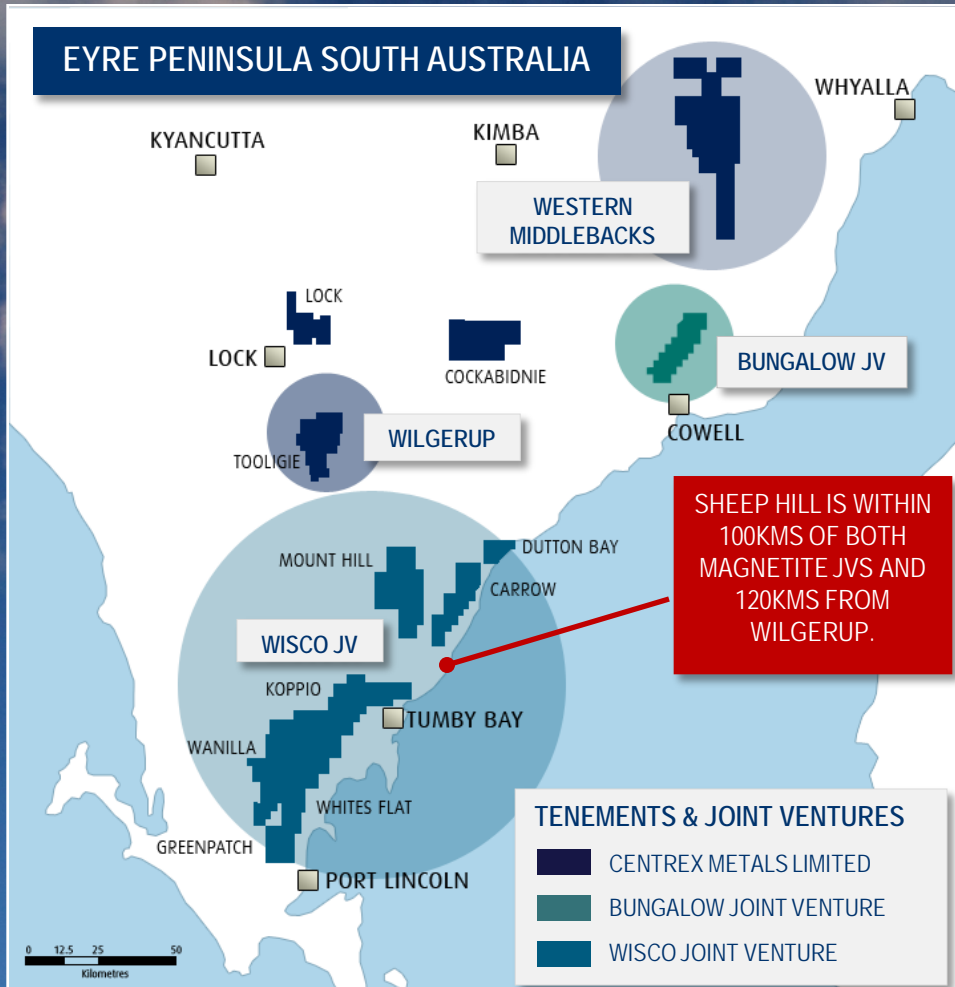 EYRE PENINSULA SOUTH AUSTRALIA
WHYALLA
KYANCUTTA
KIMBA
WESTERN
MIDDLEBACKS
LOCK
LOCK
COCKABIDNIE
BUNGALOW JV
COWELL
WILGERUP
TOOLIGIE
SHEEP HILL IS WITHIN
100KMS OF BOTH
MAGNETITE JVS AND
120KMS FROM
WILGERUP.
MOUNT HILL
DUTTON BAY
CARROW
WISCO JV
KOPPIO
TUMBY BAY
WANILLA
WHITES FLAT
GREENPATCH
PORT LINCOLN
TENEMENTS & JOINT VENTURES
CENTREX METALS LIMITED
BUNGALOW JOINT VENTURE
WISCO JOINT VENTURE
0 12.5 25 50
Kilometres